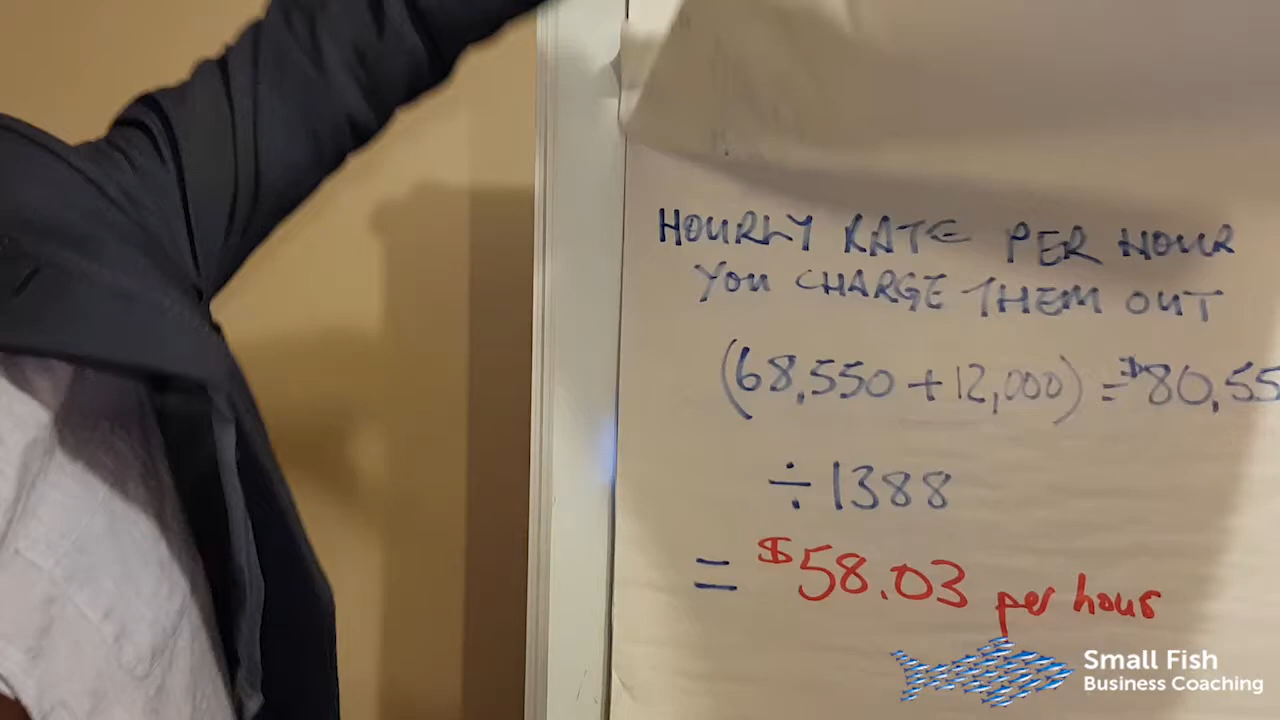 HOURLY RATE PER HOUR
YOU CHARGE THEM OUT
(68,550 + 12,000) = $80,55
÷ 1388
= $58.03 per hour
Small Fish
Business Coaching